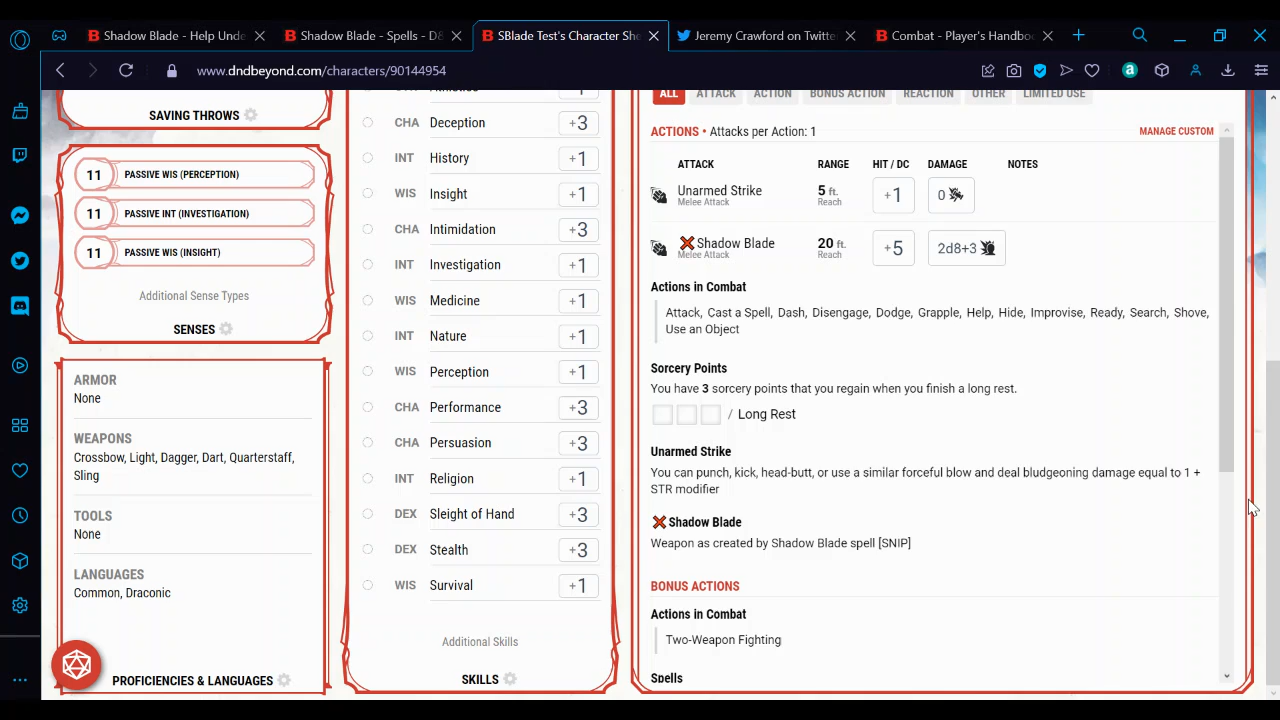 Shadow Blade - Help Unde
Shadow Blade - Spells - D&
SBlade Test's Character She
Jeremy Crawford on Twitte
Combat - Player's Handboo
www.dndbeyond.com/characters/90144954
SAVING THROWS
11 PASSIVE WIS (PERCEPTION)
11 PASSIVE INT (INVESTIGATION)
11 PASSIVE WIS (INSIGHT)
Additional Sense Types
SENSES
ARMOR
None
WEAPONS
Crossbow, Light, Dagger, Dart, Quarterstaff,
Sling
TOOLS
None
LANGUAGES
Common, Draconic
PROFICIENCIES & LANGUAGES
CHA Deception +3
INT History +1
WIS Insight +1
CHA Intimidation +3
INT Investigation +1
WIS Medicine +1
INT Nature +1
WIS Perception +1
CHA Performance +3
CHA Persuasion +3
INT Religion +1
DEX Sleight of Hand +3
DEX Stealth +3
WIS Survival +1
Additional Skills
SKILLS
ALL ATTACK ACTION BONUS ACTION REACTION OTHER LIMITED USE
ACTIONS • Attacks per Action: 1 MANAGE CUSTOM
ATTACK RANGE HIT / DC DAMAGE NOTES
Unarmed Strike 5 ft. +1 0
Melee Attack Reach
Shadow Blade 20 ft. +5 2d8+3
Melee Attack Reach
Actions in Combat
Attack, Cast a Spell, Dash, Disengage, Dodge, Grapple, Help, Hide, Improvise, Ready, Search, Shove,
Use an Object
Sorcery Points
You have 3 sorcery points that you regain when you finish a long rest.
/ Long Rest
Unarmed Strike
You can punch, kick, head-butt, or use a similar forceful blow and deal bludgeoning damage equal to 1 +
STR modifier
Shadow Blade
Weapon as created by Shadow Blade spell [SNIP]
BONUS ACTIONS
Actions in Combat
Two-Weapon Fighting
Spells